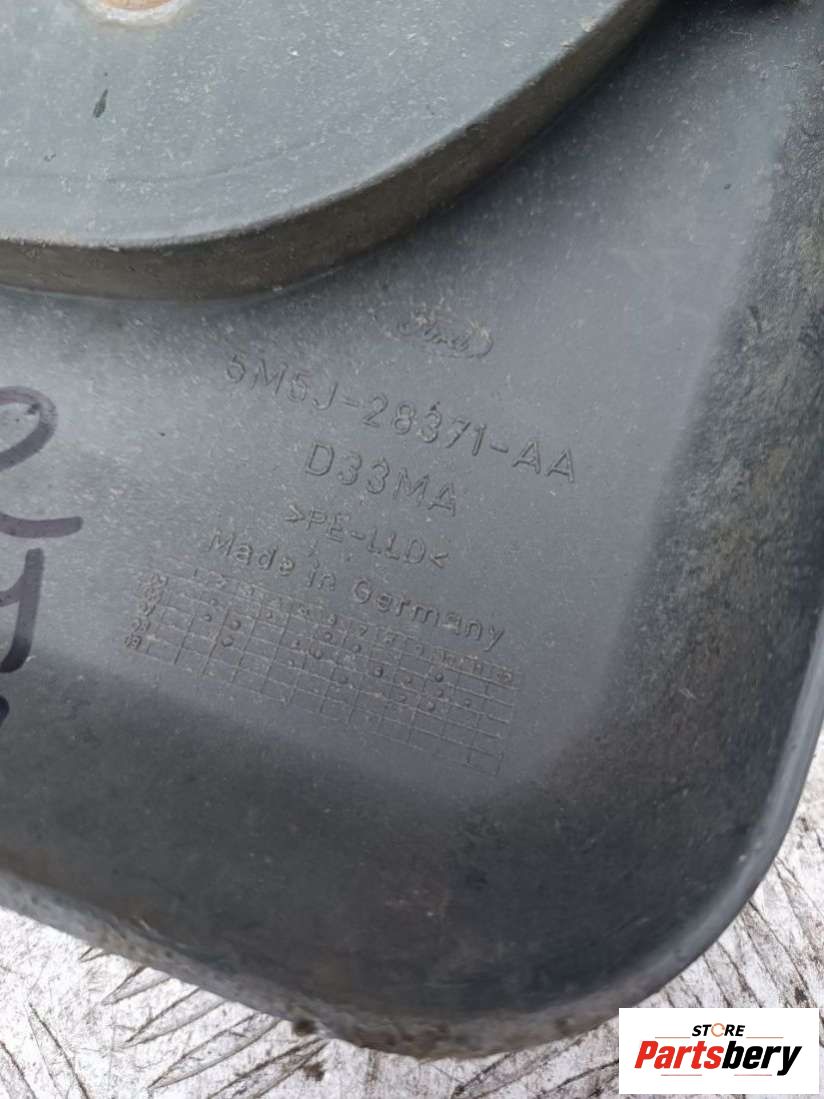 Ford
5M5J-28371-AA
D33MA
>PE-LLD<
Made in Germany
STORE
Partsbery